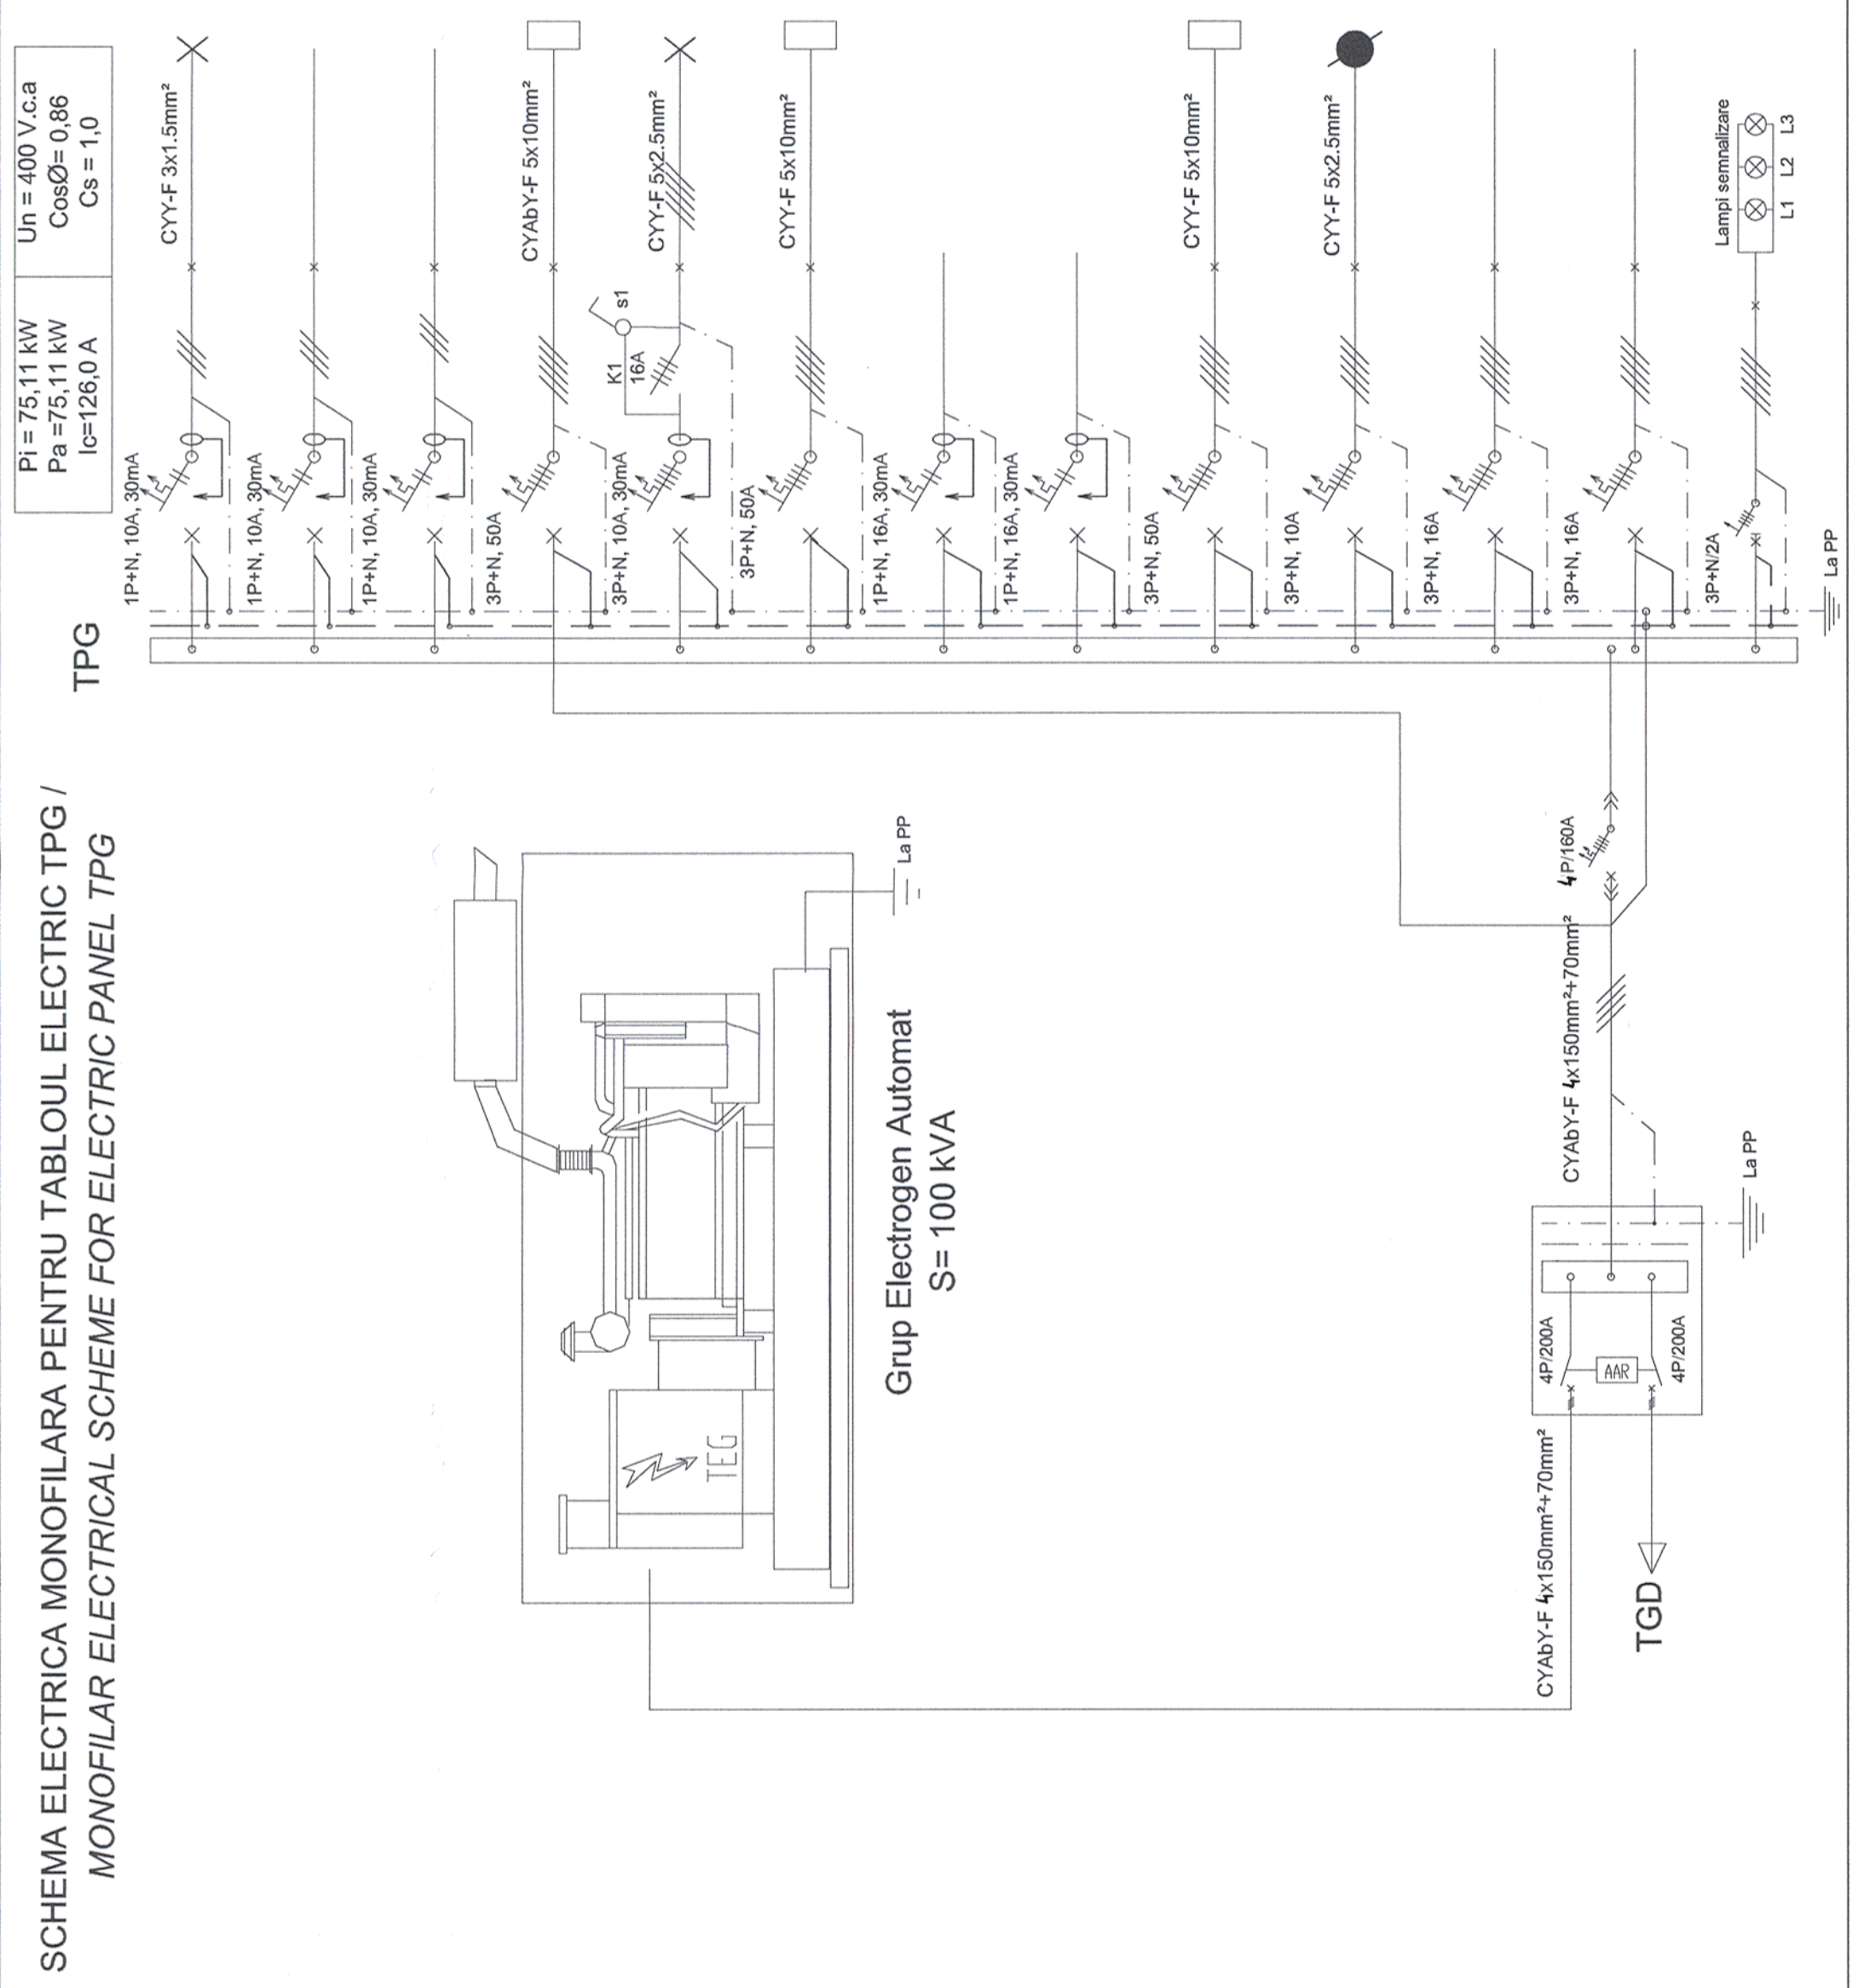 SCHEMA ELECTRICA MONOFILARA PENTRU TABLOUL ELECTRIC TPG /
MONOFILAR ELECTRICAL SCHEME FOR ELECTRIC PANEL TPG
TPG
Pi = 75,11 kW
Pa =75,11 kW
Ic=126,0 A
Un = 400 V.c.a
CosØ= 0,86
Cs = 1,0
1P+N, 10A, 30mA
CYY-F 3x1.5mm²
1P+N, 10A, 30mA
1P+N, 10A, 30mA
3P+N, 50A
CYAbY-F 5x10mm²
3P+N, 10A, 30mA
K1
16A
s1
CYY-F 5x2.5mm²
3P+N, 50A
CYY-F 5x10mm²
1P+N, 16A, 30mA
1P+N, 16A, 30mA
3P+N, 50A
CYY-F 5x10mm²
3P+N, 10A
CYY-F 5x2.5mm²
3P+N, 16A
3P+N, 16A
3P+N/2A
Lampi semnalizare
L1 L2 L3
La PP
La PP
TEG
Grup Electrogen Automat
S= 100 kVA
4P/160A
CYAbY-F 4x150mm²+70mm²
La PP
4P/200A
AAR
4P/200A
CYAbY-F 4x150mm²+70mm²
TGD